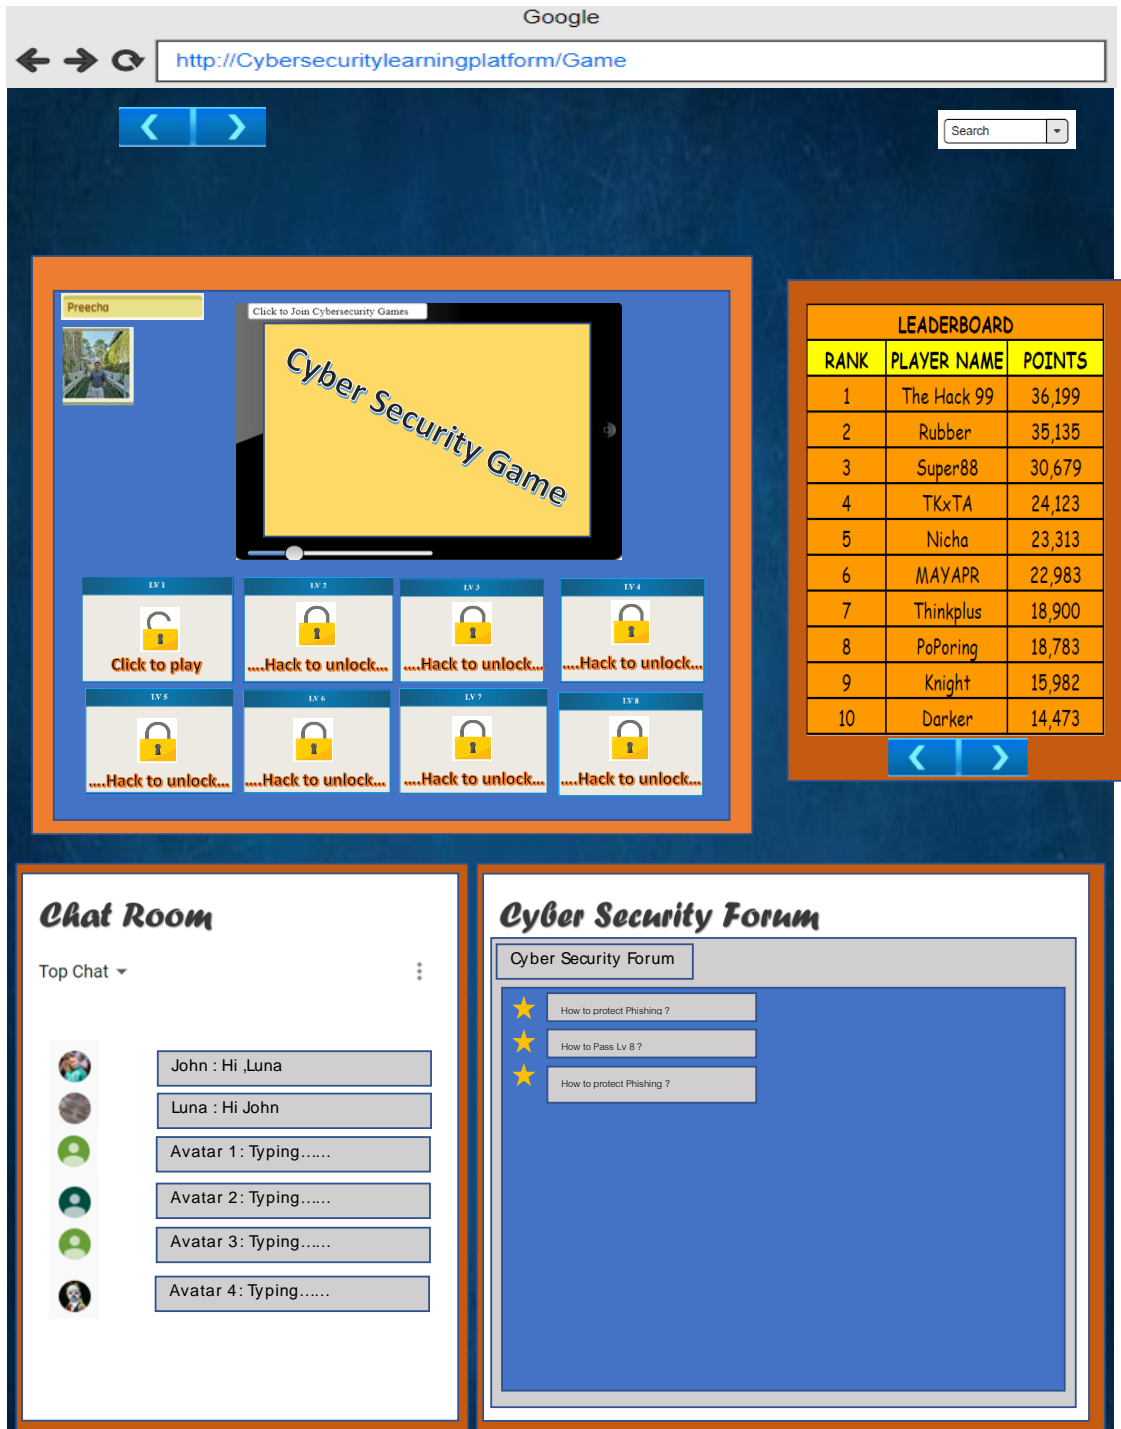 Google
http://Cybersecuritylearningplatform/Game
Search
Preecha
Click to Join Cybersecurity Games
Cyber Security Game
LV 1
Click to play
LV 2
....Hack to unlock...
LV 3
....Hack to unlock...
LV 4
....Hack to unlock...
LV 5
....Hack to unlock...
LV 6
....Hack to unlock...
LV 7
....Hack to unlock...
LV 8
....Hack to unlock...
LEADERBOARD
RANK PLAYER NAME POINTS
1 The Hack 99 36,199
2 Rubber 35,135
3 Super88 30,679
4 TKxTA 24,123
5 Nicha 23,313
6 MAYAPR 22,983
7 Thinkplus 18,900
8 PoPoring 18,783
9 Knight 15,982
10 Darker 14,473
Chat Room
Top Chat
John : Hi ,Luna
Luna : Hi John
Avatar 1: Typing......
Avatar 2: Typing......
Avatar 3: Typing......
Avatar 4: Typing......
Cyber Security Forum
Cyber Security Forum
How to protect Phishing ?
How to Pass Lv 8 ?
How to protect Phishing ?